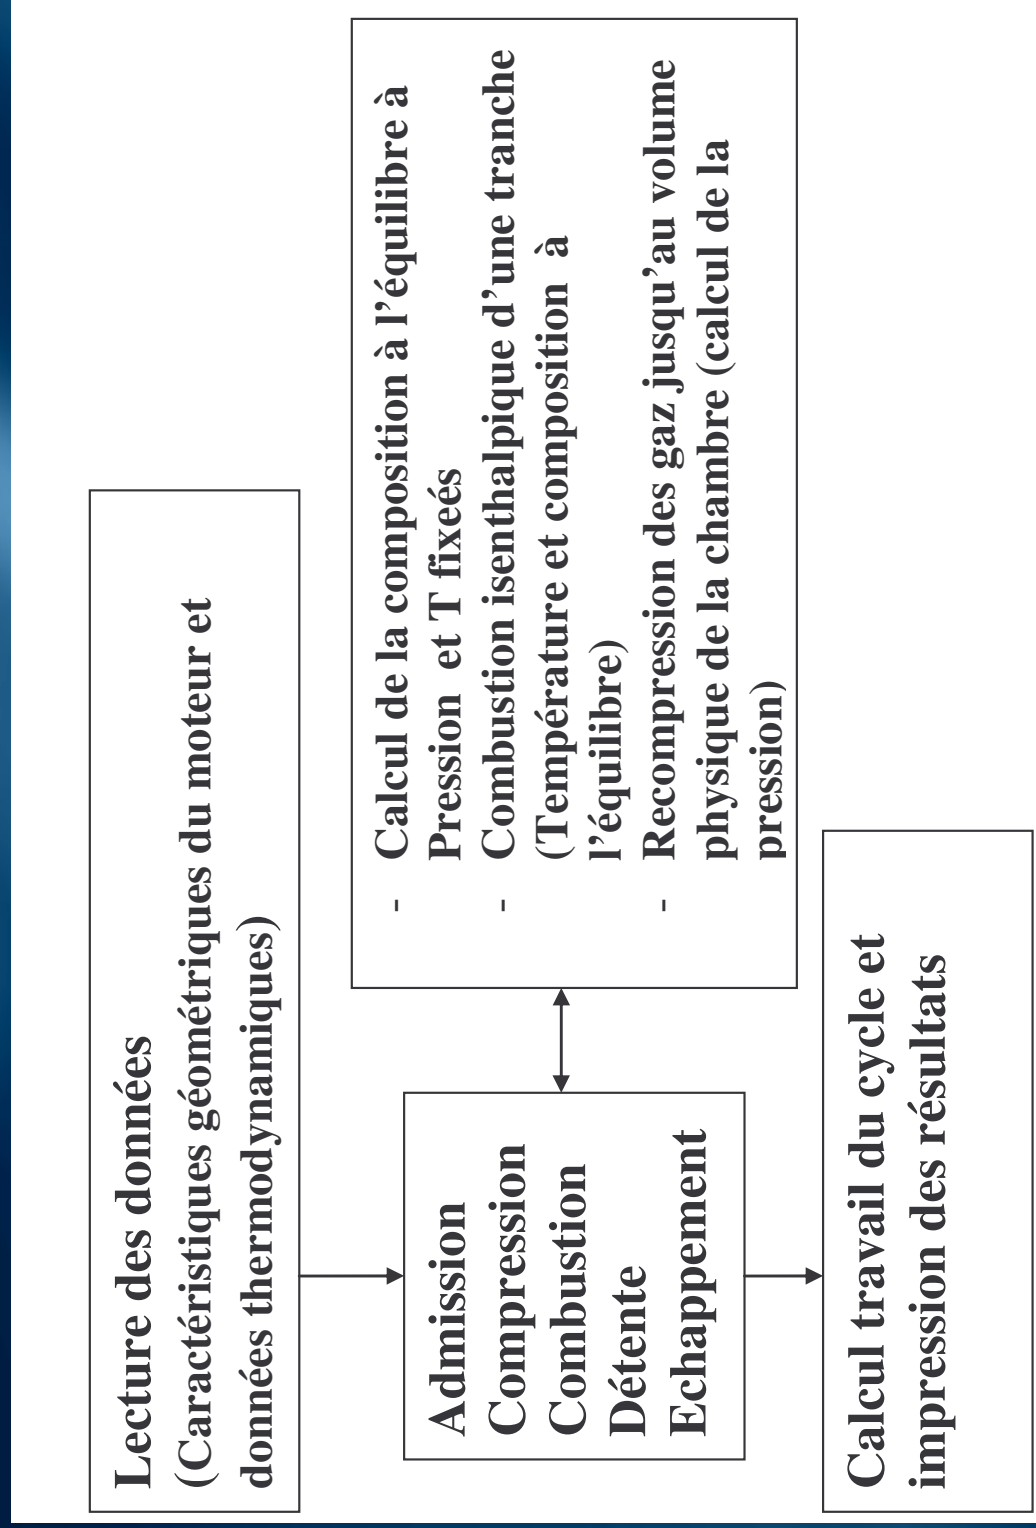 Lecture des données
(Caractéristiques géométriques du moteur et
données thermodynamiques)
Admission
Compression
Combustion
Détente
Echappement
- Calcul de la composition à l’équilibre à
Pression et T fixeés
- Combustion isenthalpique d’une tranche
(Température et composition à
l’équilibre)
- Recompression des gaz jusqu’au volume
physique de la chambre (calcul de la
pression)
Calcul travail du cycle et
impression des résultats